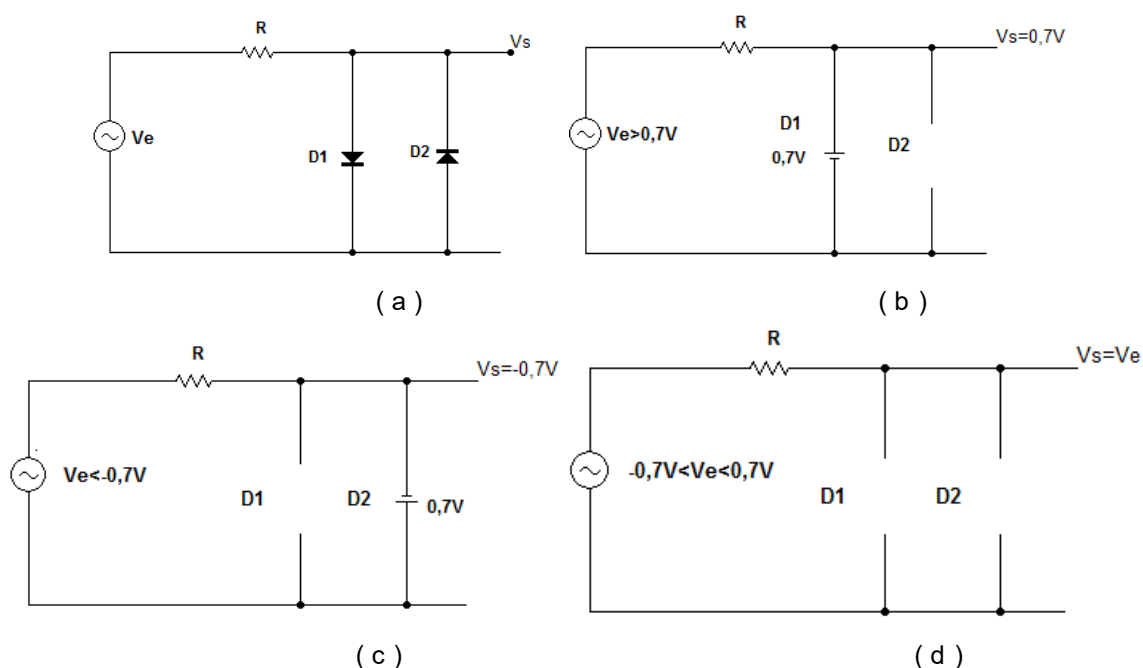 R
Vs
Ve
D1
D2
( a )
R
Vs=0,7V
Ve>0,7V
D1
0,7V
D2
( b )
R
Vs=-0,7V
Ve<-0,7V
D1
D2
0,7V
( c )
R
Vs=Ve
-0,7V<Ve<0,7V
D1
D2
( d )